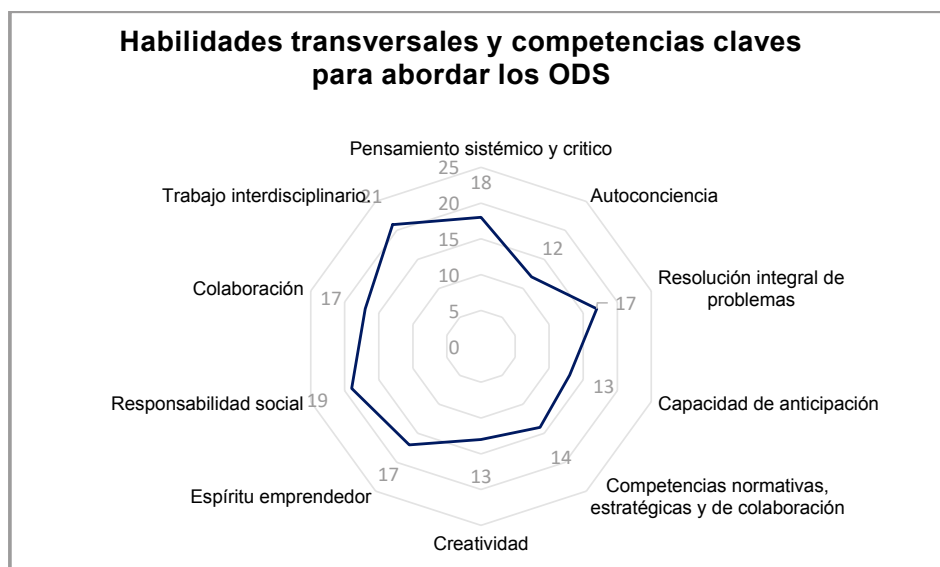 Habilidades transversales y competencias claves
para abordar los ODS
Pensamiento sistémico y critico
25
18
Trabajo interdisciplinario.
21
20
Autoconciencia
15
12
10
Colaboración
17
5
Resolución integral de
problemas
17
0
Responsabilidad social
19
Capacidad de anticipación
13
Espíritu emprendedor
17
13
14
Competencias normativas,
estratégicas y de colaboración
Creatividad